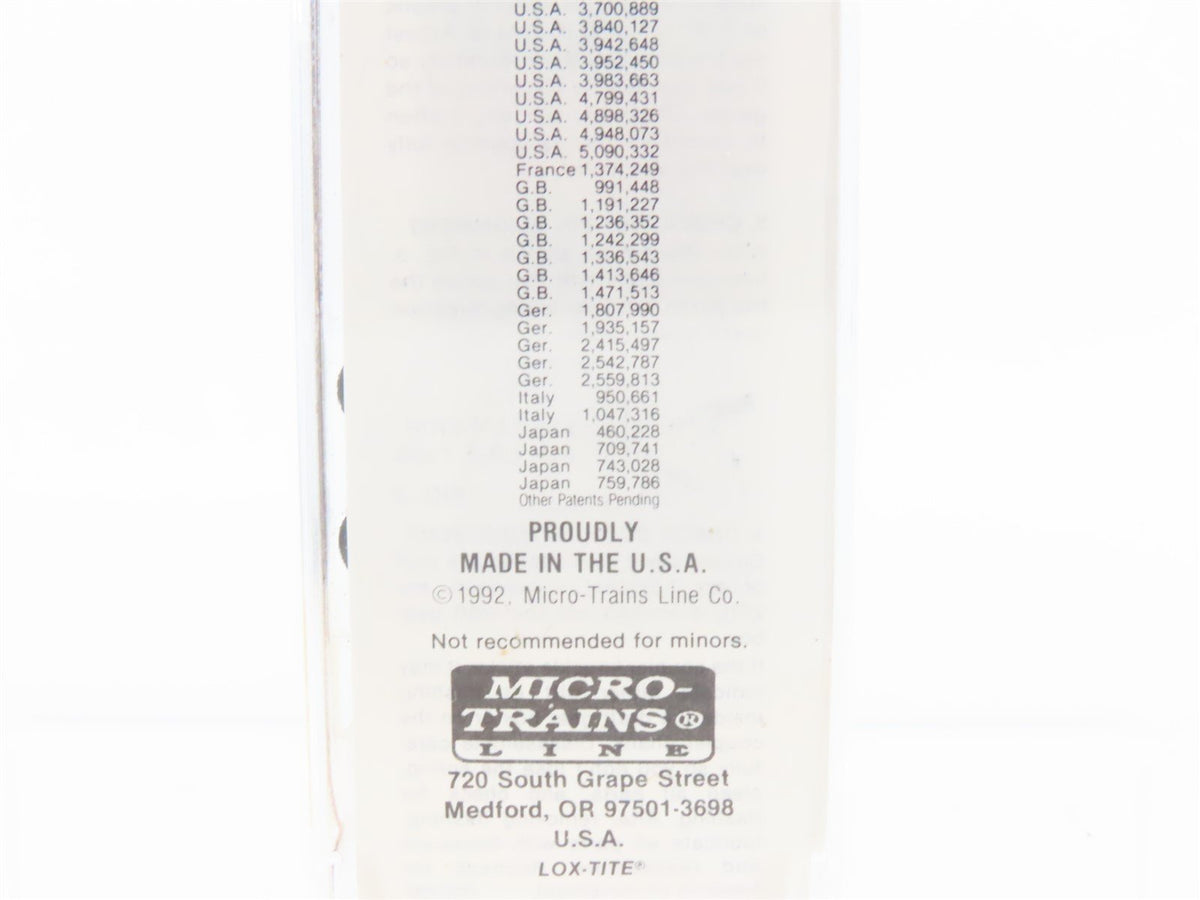 U.S.A. 3,700,889
U.S.A. 3,840,127
U.S.A. 3,942,648
U.S.A. 3,952,450
U.S.A. 3,983,663
U.S.A. 4,799,431
U.S.A. 4,898,326
U.S.A. 4,948,073
U.S.A. 5,090,332
France 1,374,249
G.B. 991,448
G.B. 1,191,227
G.B. 1,236,352
G.B. 1,242,299
G.B. 1,336,543
G.B. 1,413,646
G.B. 1,471,513
Ger. 1,807,990
Ger. 1,935,157
Ger. 2,415,497
Ger. 2,542,787
Ger. 2,559,813
Italy 950,661
Italy 1,047,316
Japan 460,228
Japan 709,741
Japan 743,028
Japan 759,786
Other Patents Pending
PROUDLY
MADE IN THE U.S.A.
©1992, Micro-Trains Line Co.
Not recommended for minors.
MICRO-
TRAINS®
LINE
720 South Grape Street
Medford, OR 97501-3698
U.S.A.
LOX-TITE®